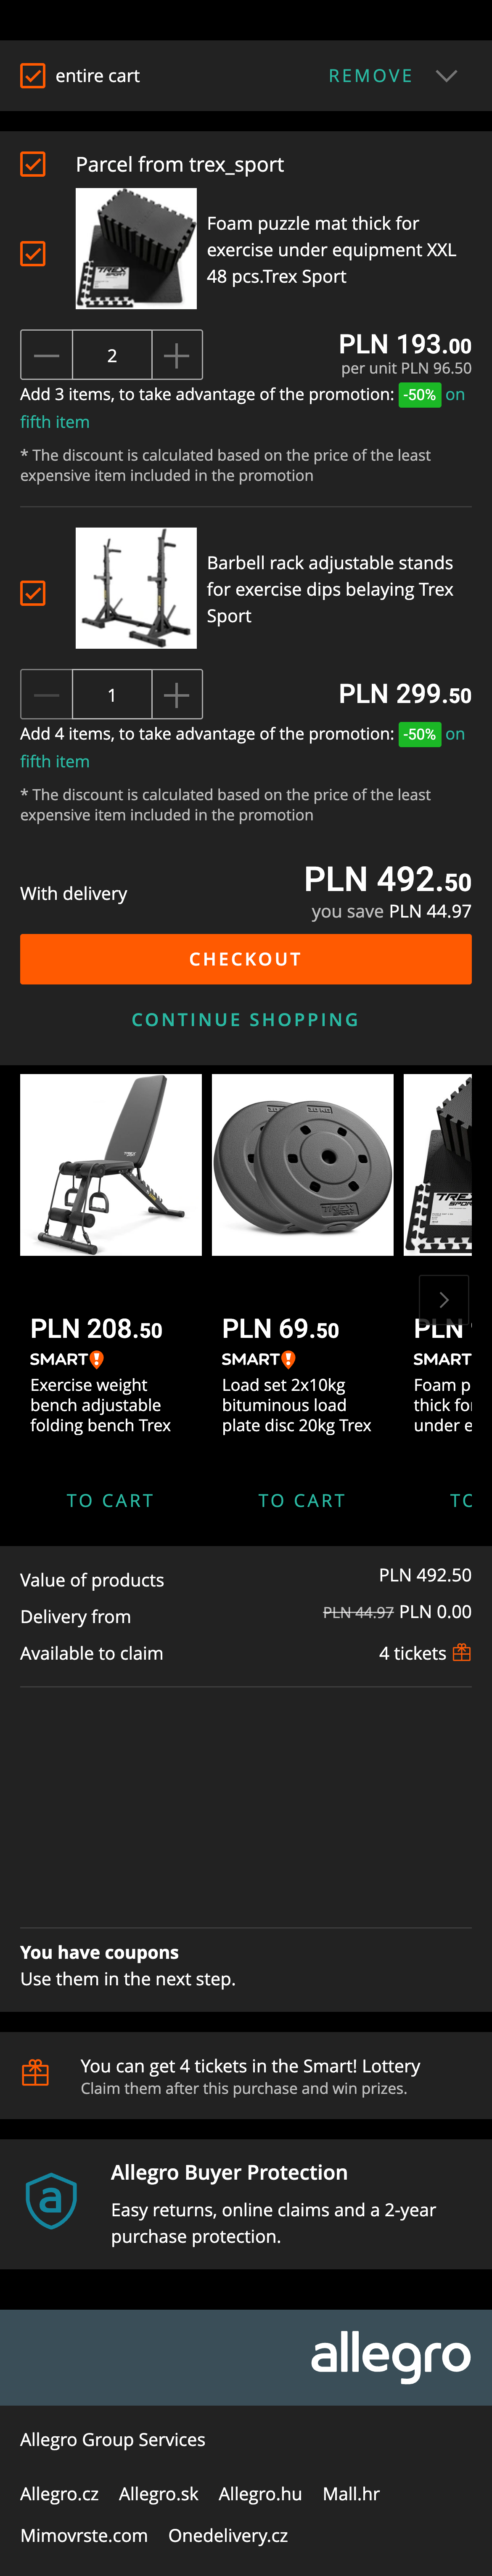 entire cart
REMOVE
Parcel from trex_sport
Foam puzzle mat thick for
exercise under equipment XXL
48 pcs.Trex Sport
2
PLN 193.00
per unit PLN 96.50
Add 3 items, to take advantage of the promotion: -50% on
fifth item
* The discount is calculated based on the price of the least
expensive item included in the promotion
Barbell rack adjustable stands
for exercise dips belaying Trex
Sport
1
PLN 299.50
Add 4 items, to take advantage of the promotion: -50% on
fifth item
* The discount is calculated based on the price of the least
expensive item included in the promotion
With delivery
PLN 492.50
you save PLN 44.97
CHECKOUT
CONTINUE SHOPPING
PLN 208.50
SMART!
Exercise weight
bench adjustable
folding bench Trex
TO CART
PLN 69.50
SMART!
Load set 2x10kg
bituminous load
plate disc 20kg Trex
TO CART
PLN
SMART
Foam p
thick fo
under e
TC
Value of products
PLN 492.50
Delivery from
PLN 44.97 PLN 0.00
Available to claim
4 tickets
You have coupons
Use them in the next step.
You can get 4 tickets in the Smart! Lottery
Claim them after this purchase and win prizes.
a
Allegro Buyer Protection
Easy returns, online claims and a 2-year
purchase protection.
allegro
Allegro Group Services
Allegro.cz Allegro.sk Allegro.hu Mall.hr
Mimovrste.com Onedelivery.cz